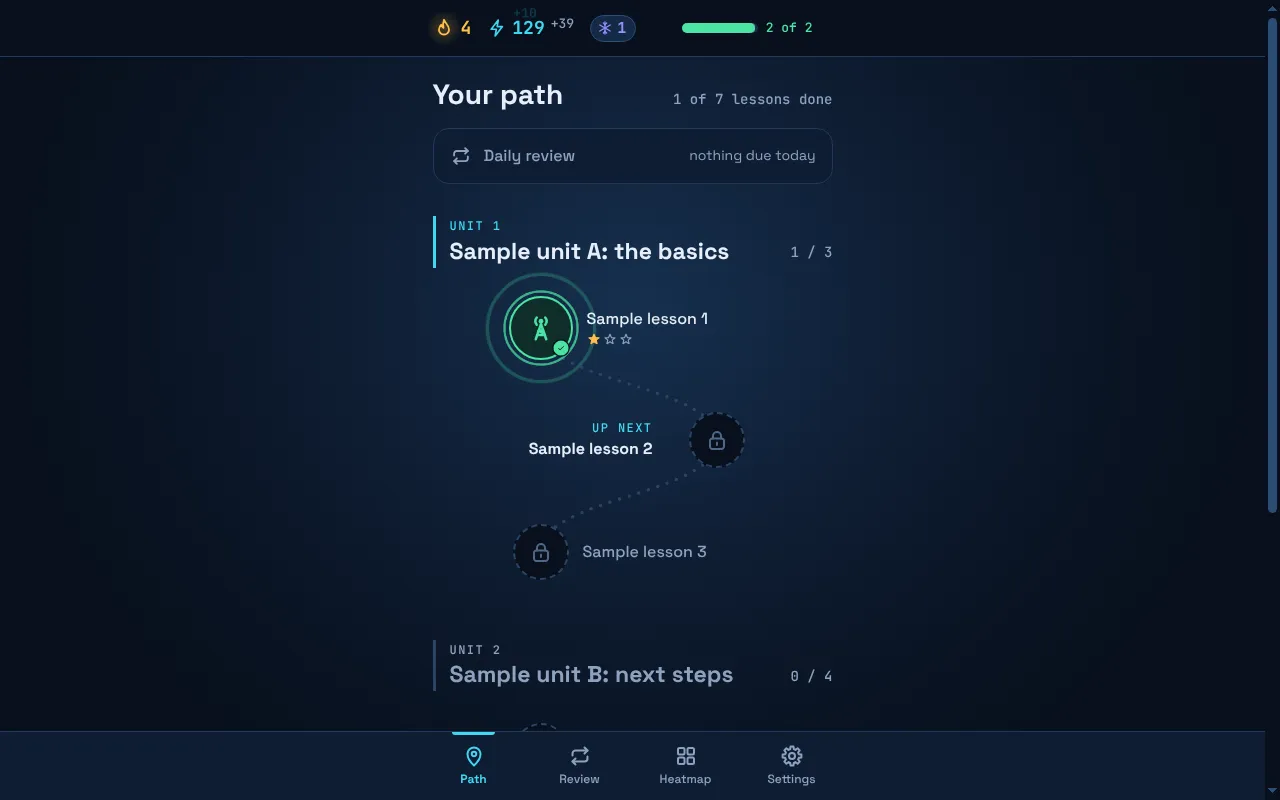 +10
4 129 +39 1 2 of 2
Your path 1 of 7 lessons done
Daily review nothing due today
UNIT 1
Sample unit A: the basics 1 / 3
Sample lesson 1
UP NEXT
Sample lesson 2
Sample lesson 3
UNIT 2
Sample unit B: next steps 0 / 4
Path Review Heatmap Settings